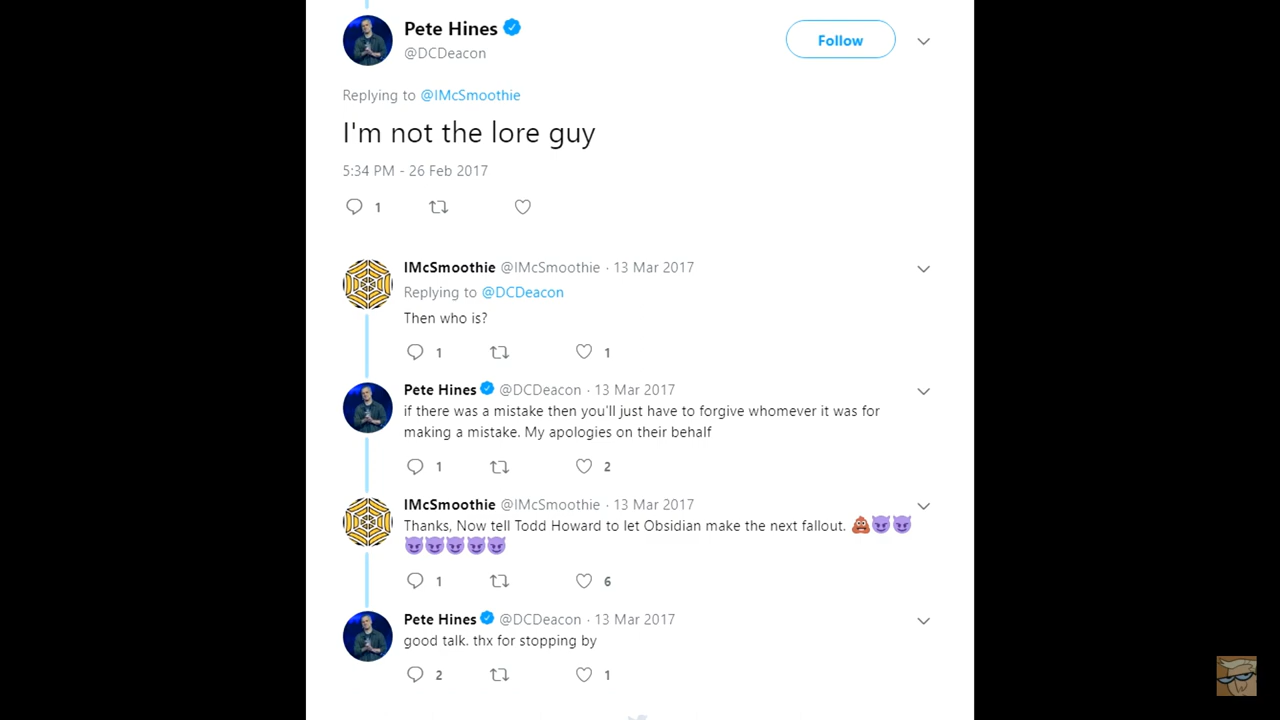 Pete Hines
Follow
@DCDeacon
Replying to @IMcSmoothie
I'm not the lore guy
5:34 PM - 26 Feb 2017
1
IMcSmoothie @IMcSmoothie · 13 Mar 2017
Replying to @DCDeacon
Then who is?
1 1
Pete Hines @DCDeacon · 13 Mar 2017
if there was a mistake then you'll just have to forgive whomever it was for
making a mistake. My apologies on their behalf
1 2
IMcSmoothie @IMcSmoothie · 13 Mar 2017
Thanks, Now tell Todd Howard to let Obsidian make the next fallout. 💩😈😈
😈😈😈😈😈
1 6
Pete Hines @DCDeacon · 13 Mar 2017
good talk. thx for stopping by
2 1